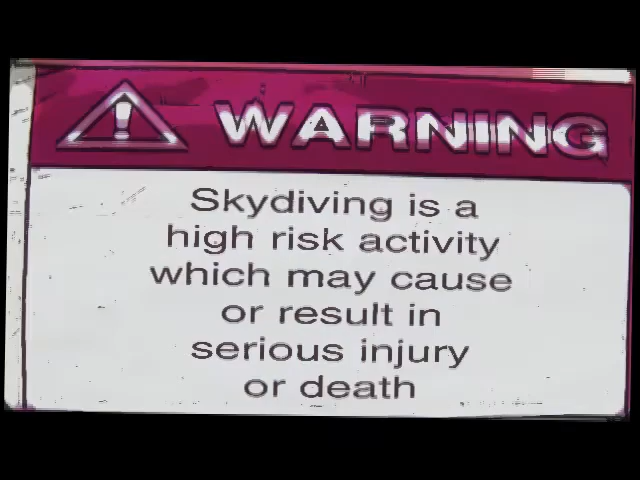 WARNING
Skydiving is a
high risk activity
which may cause
or result in
serious injury
or death